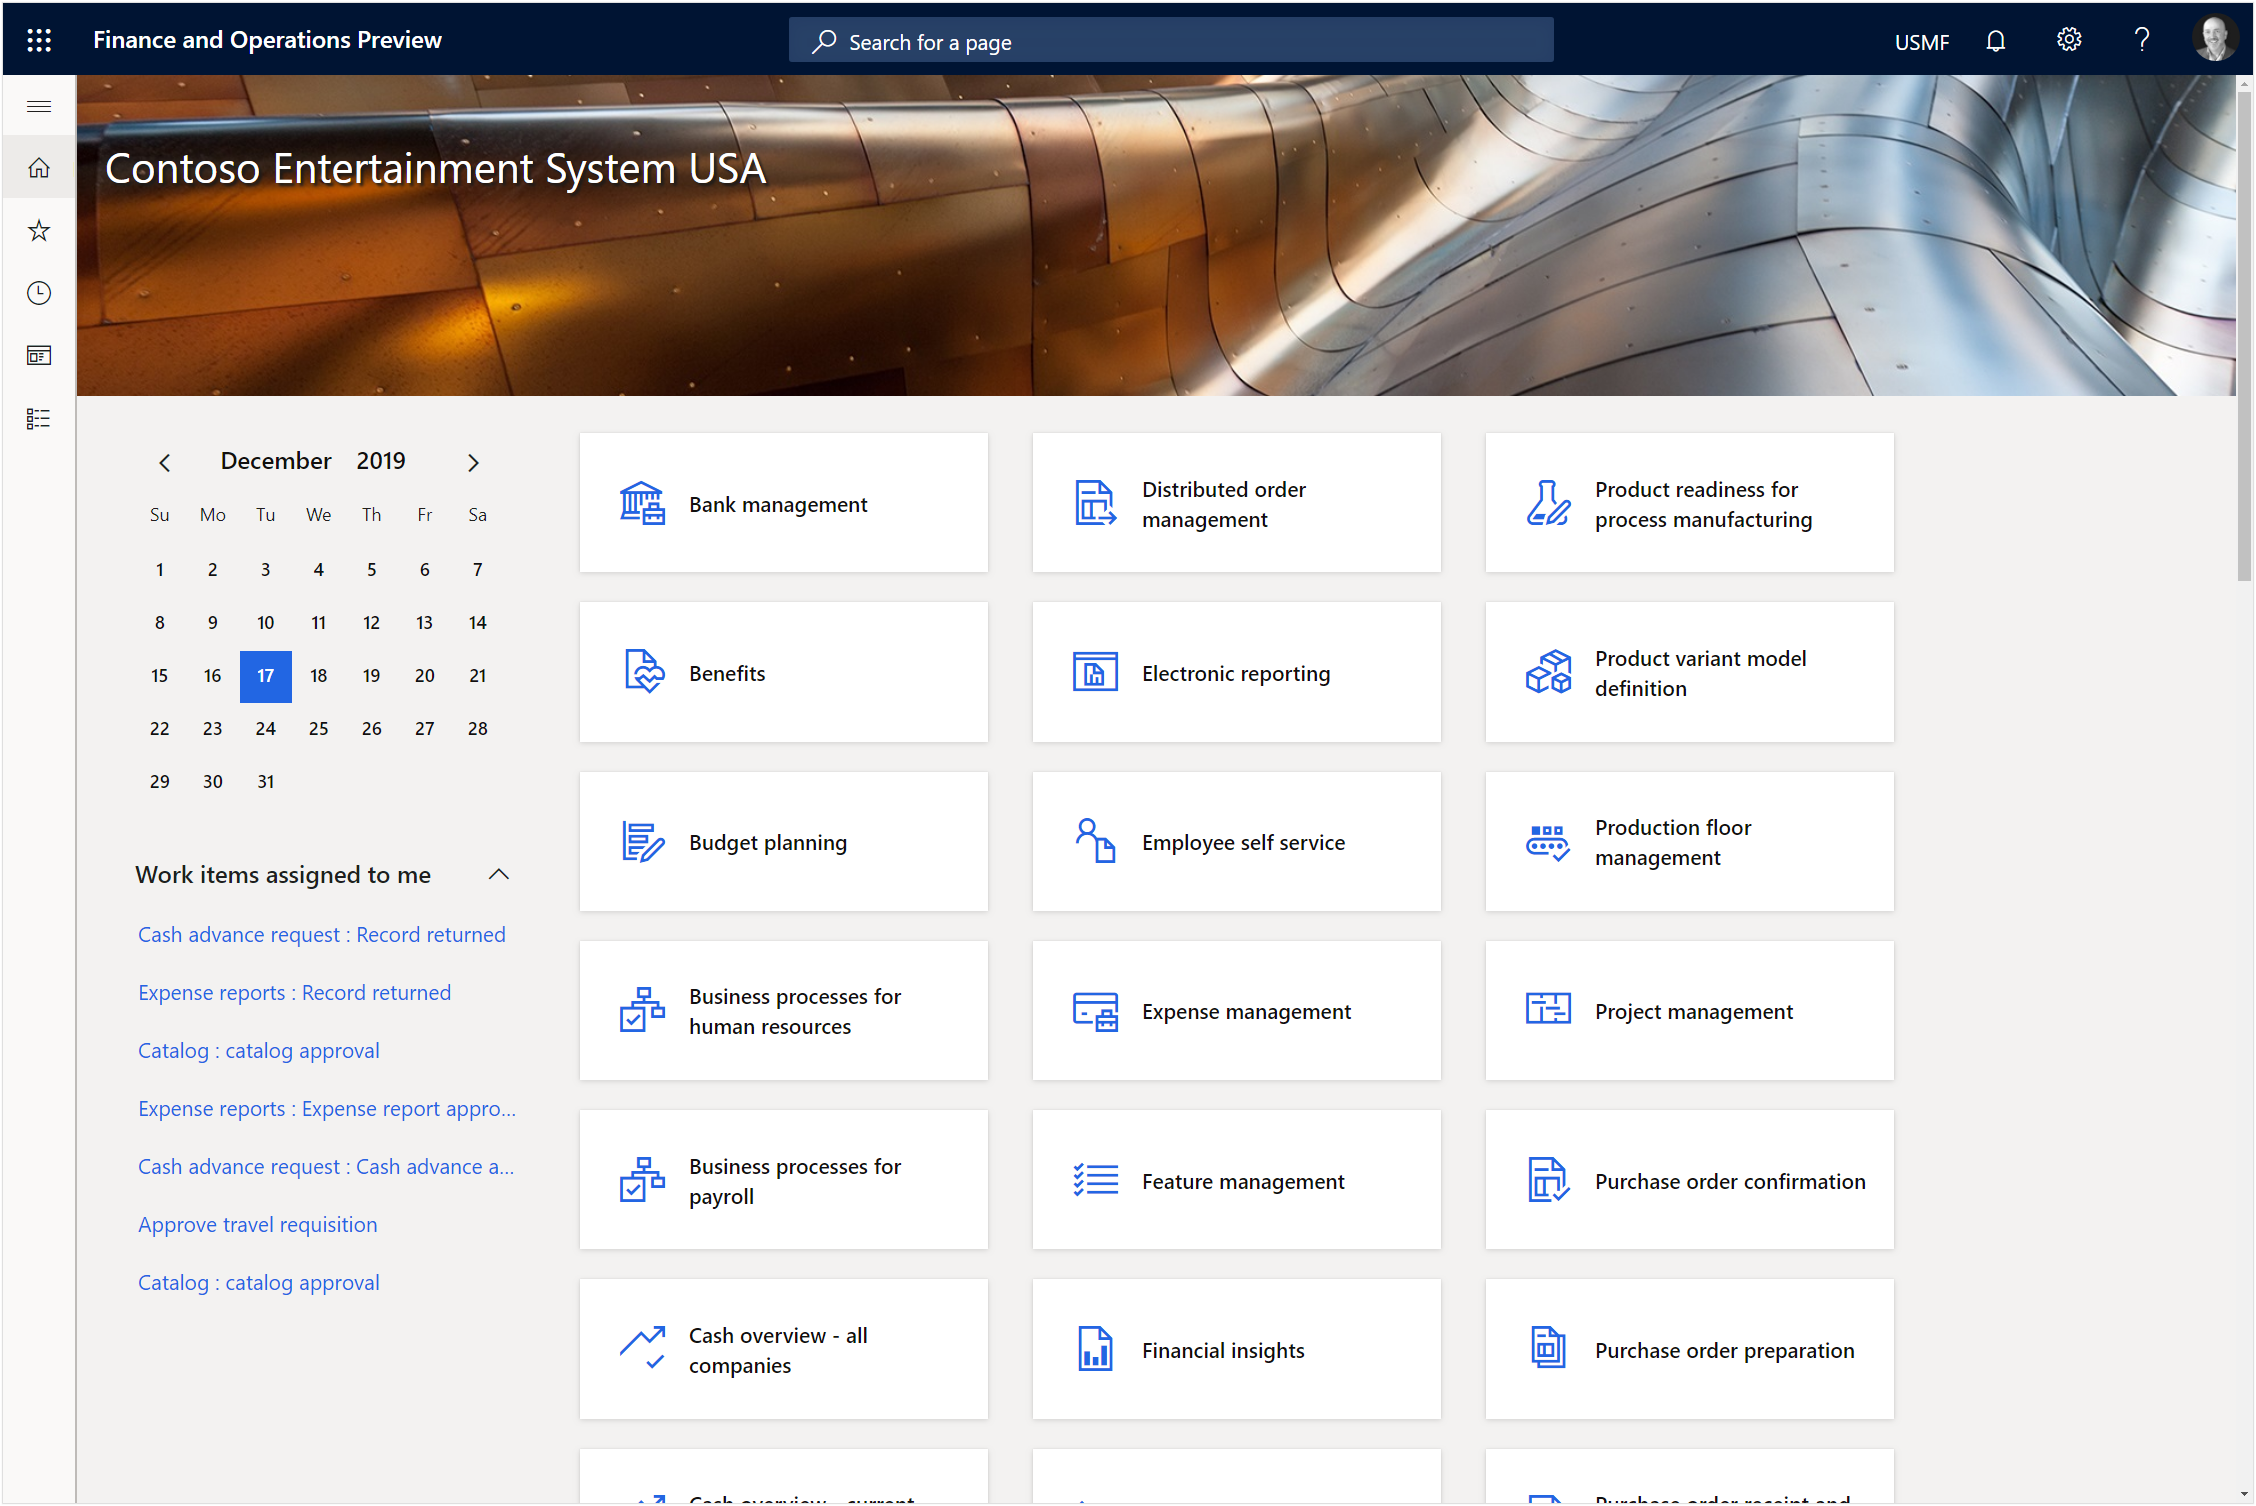 Finance and Operations Preview
Search for a page
USMF
Contoso Entertainment System USA
December 2019
Su Mo Tu We Th Fr Sa
1 2 3 4 5 6 7
8 9 10 11 12 13 14
15 16 17 18 19 20 21
22 23 24 25 26 27 28
29 30 31
Work items assigned to me
Cash advance request : Record returned
Expense reports : Record returned
Catalog : catalog approval
Expense reports : Expense report appro...
Cash advance request : Cash advance a...
Approve travel requisition
Catalog : catalog approval
Bank management
Distributed order
management
Product readiness for
process manufacturing
Benefits
Electronic reporting
Product variant model
definition
Budget planning
Employee self service
Production floor
management
Business processes for
human resources
Expense management
Project management
Business processes for
payroll
Feature management
Purchase order confirmation
Cash overview - all
companies
Financial insights
Purchase order preparation
Cash overview - current
Purchase order receipt and